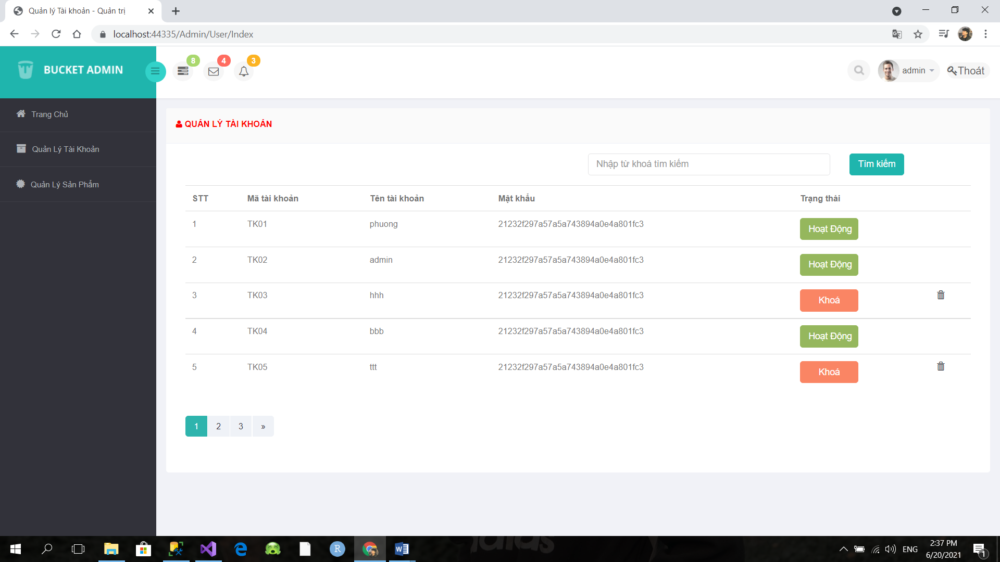 Quản lý Tài khoản - Quản trị
localhost:44335/Admin/User/Index
BUCKET ADMIN
8
4
3
admin
Thoát
Trang Chủ
Quản Lý Tài Khoản
Quản Lý Sản Phẩm
QUẢN LÝ TÀI KHOẢN
Nhập từ khoá tìm kiếm
Tìm kiếm
STT Mã tài khoản Tên tài khoản Mật khẩu Trạng thái
1 TK01 phuong 21232f297a57a5a743894a0e4a801fc3 Hoạt Động
2 TK02 admin 21232f297a57a5a743894a0e4a801fc3 Hoạt Động
3 TK03 hhh 21232f297a57a5a743894a0e4a801fc3 Khoá
4 TK04 bbb 21232f297a57a5a743894a0e4a801fc3 Hoạt Động
5 TK05 ttt 21232f297a57a5a743894a0e4a801fc3 Khoá
1 2 3 »
ENG
2:37 PM
6/20/2021
1